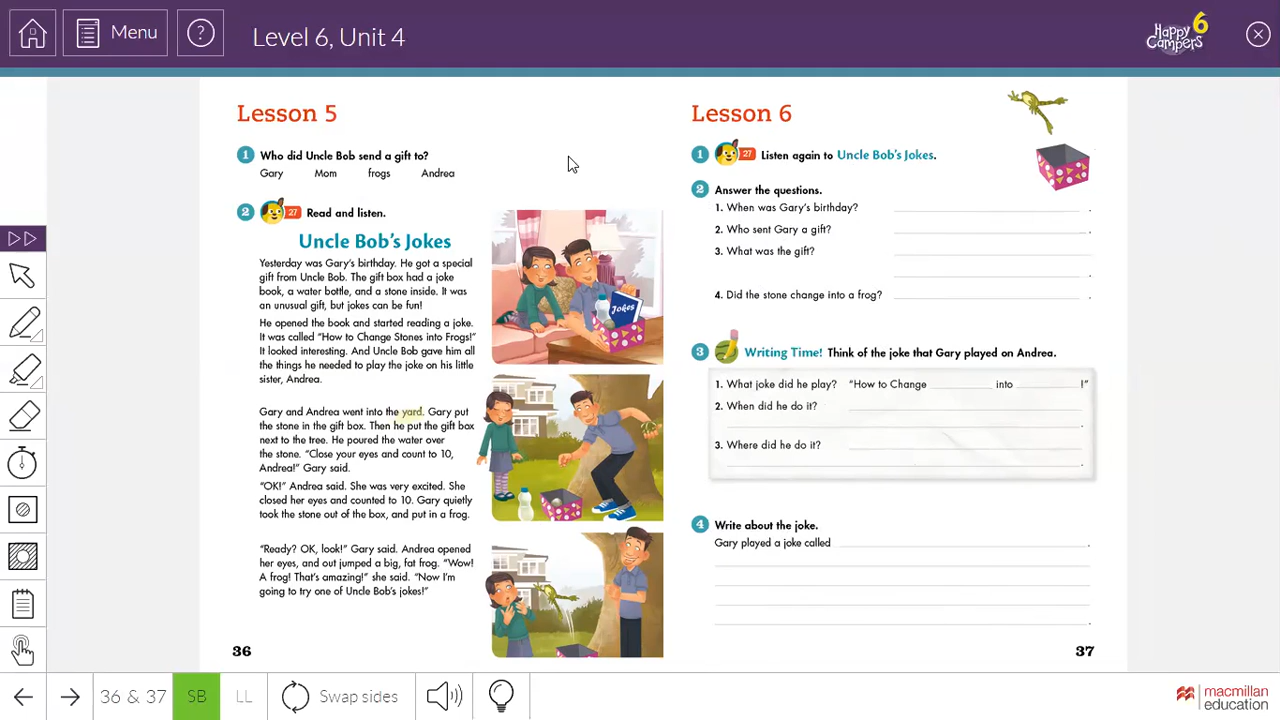 Menu
?
Level 6, Unit 4
Happy Campers 6
Lesson 5
1 Who did Uncle Bob send a gift to?
Gary Mom frogs Andrea
2 27 Read and listen.
Uncle Bob's Jokes
Yesterday was Gary's birthday. He got a special
gift from Uncle Bob. The gift box had a joke
book, a water bottle, and a stone inside. It was
an unusual gift, but jokes can be fun!
He opened the book and started reading a joke.
It was called "How to Change Stones into Frogs!"
It looked interesting. And Uncle Bob gave him all
the things he needed to play the joke on his little
sister, Andrea.
Gary and Andrea went into the yard. Gary put
the stone in the gift box. Then he put the gift box
next to the tree. He poured the water over
the stone. "Close your eyes and count to 10,
Andrea!" Gary said.
"OK!" Andrea said. She was very excited. She
closed her eyes and counted to 10. Gary quietly
took the stone out of the box, and put in a frog.
"Ready? OK, look!" Gary said. Andrea opened
her eyes, and out jumped a big, fat frog. "Wow!
A frog! That's amazing!" she said. "Now I'm
going to try one of Uncle Bob's jokes!"
Jokes
36
Lesson 6
1 27 Listen again to Uncle Bob's Jokes.
2 Answer the questions.
1. When was Gary's birthday? .
2. Who sent Gary a gift? .
3. What was the gift?
.
4. Did the stone change into a frog? .
3 Writing Time! Think of the joke that Gary played on Andrea.
1. What joke did he play? "How to Change into !"
2. When did he do it?
.
3. Where did he do it?
.
4 Write about the joke.
Gary played a joke called .
.
37
36 & 37
SB
LL
Swap sides
macmillan
education